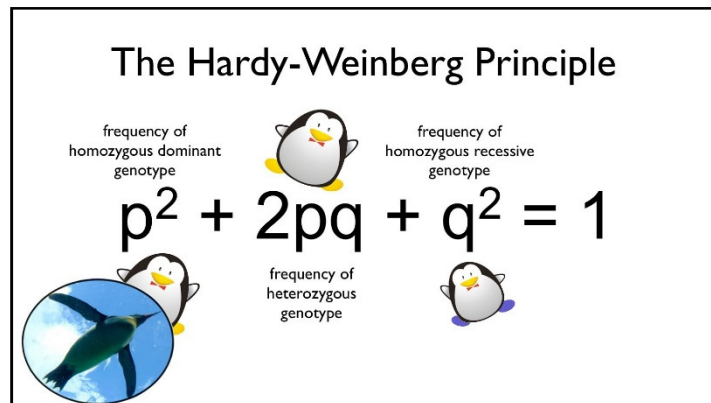 The Hardy-Weinberg Principle
frequency of
homozygous dominant
genotype
frequency of
homozygous recessive
genotype
p² + 2pq + q² = 1
frequency of
heterozygous
genotype